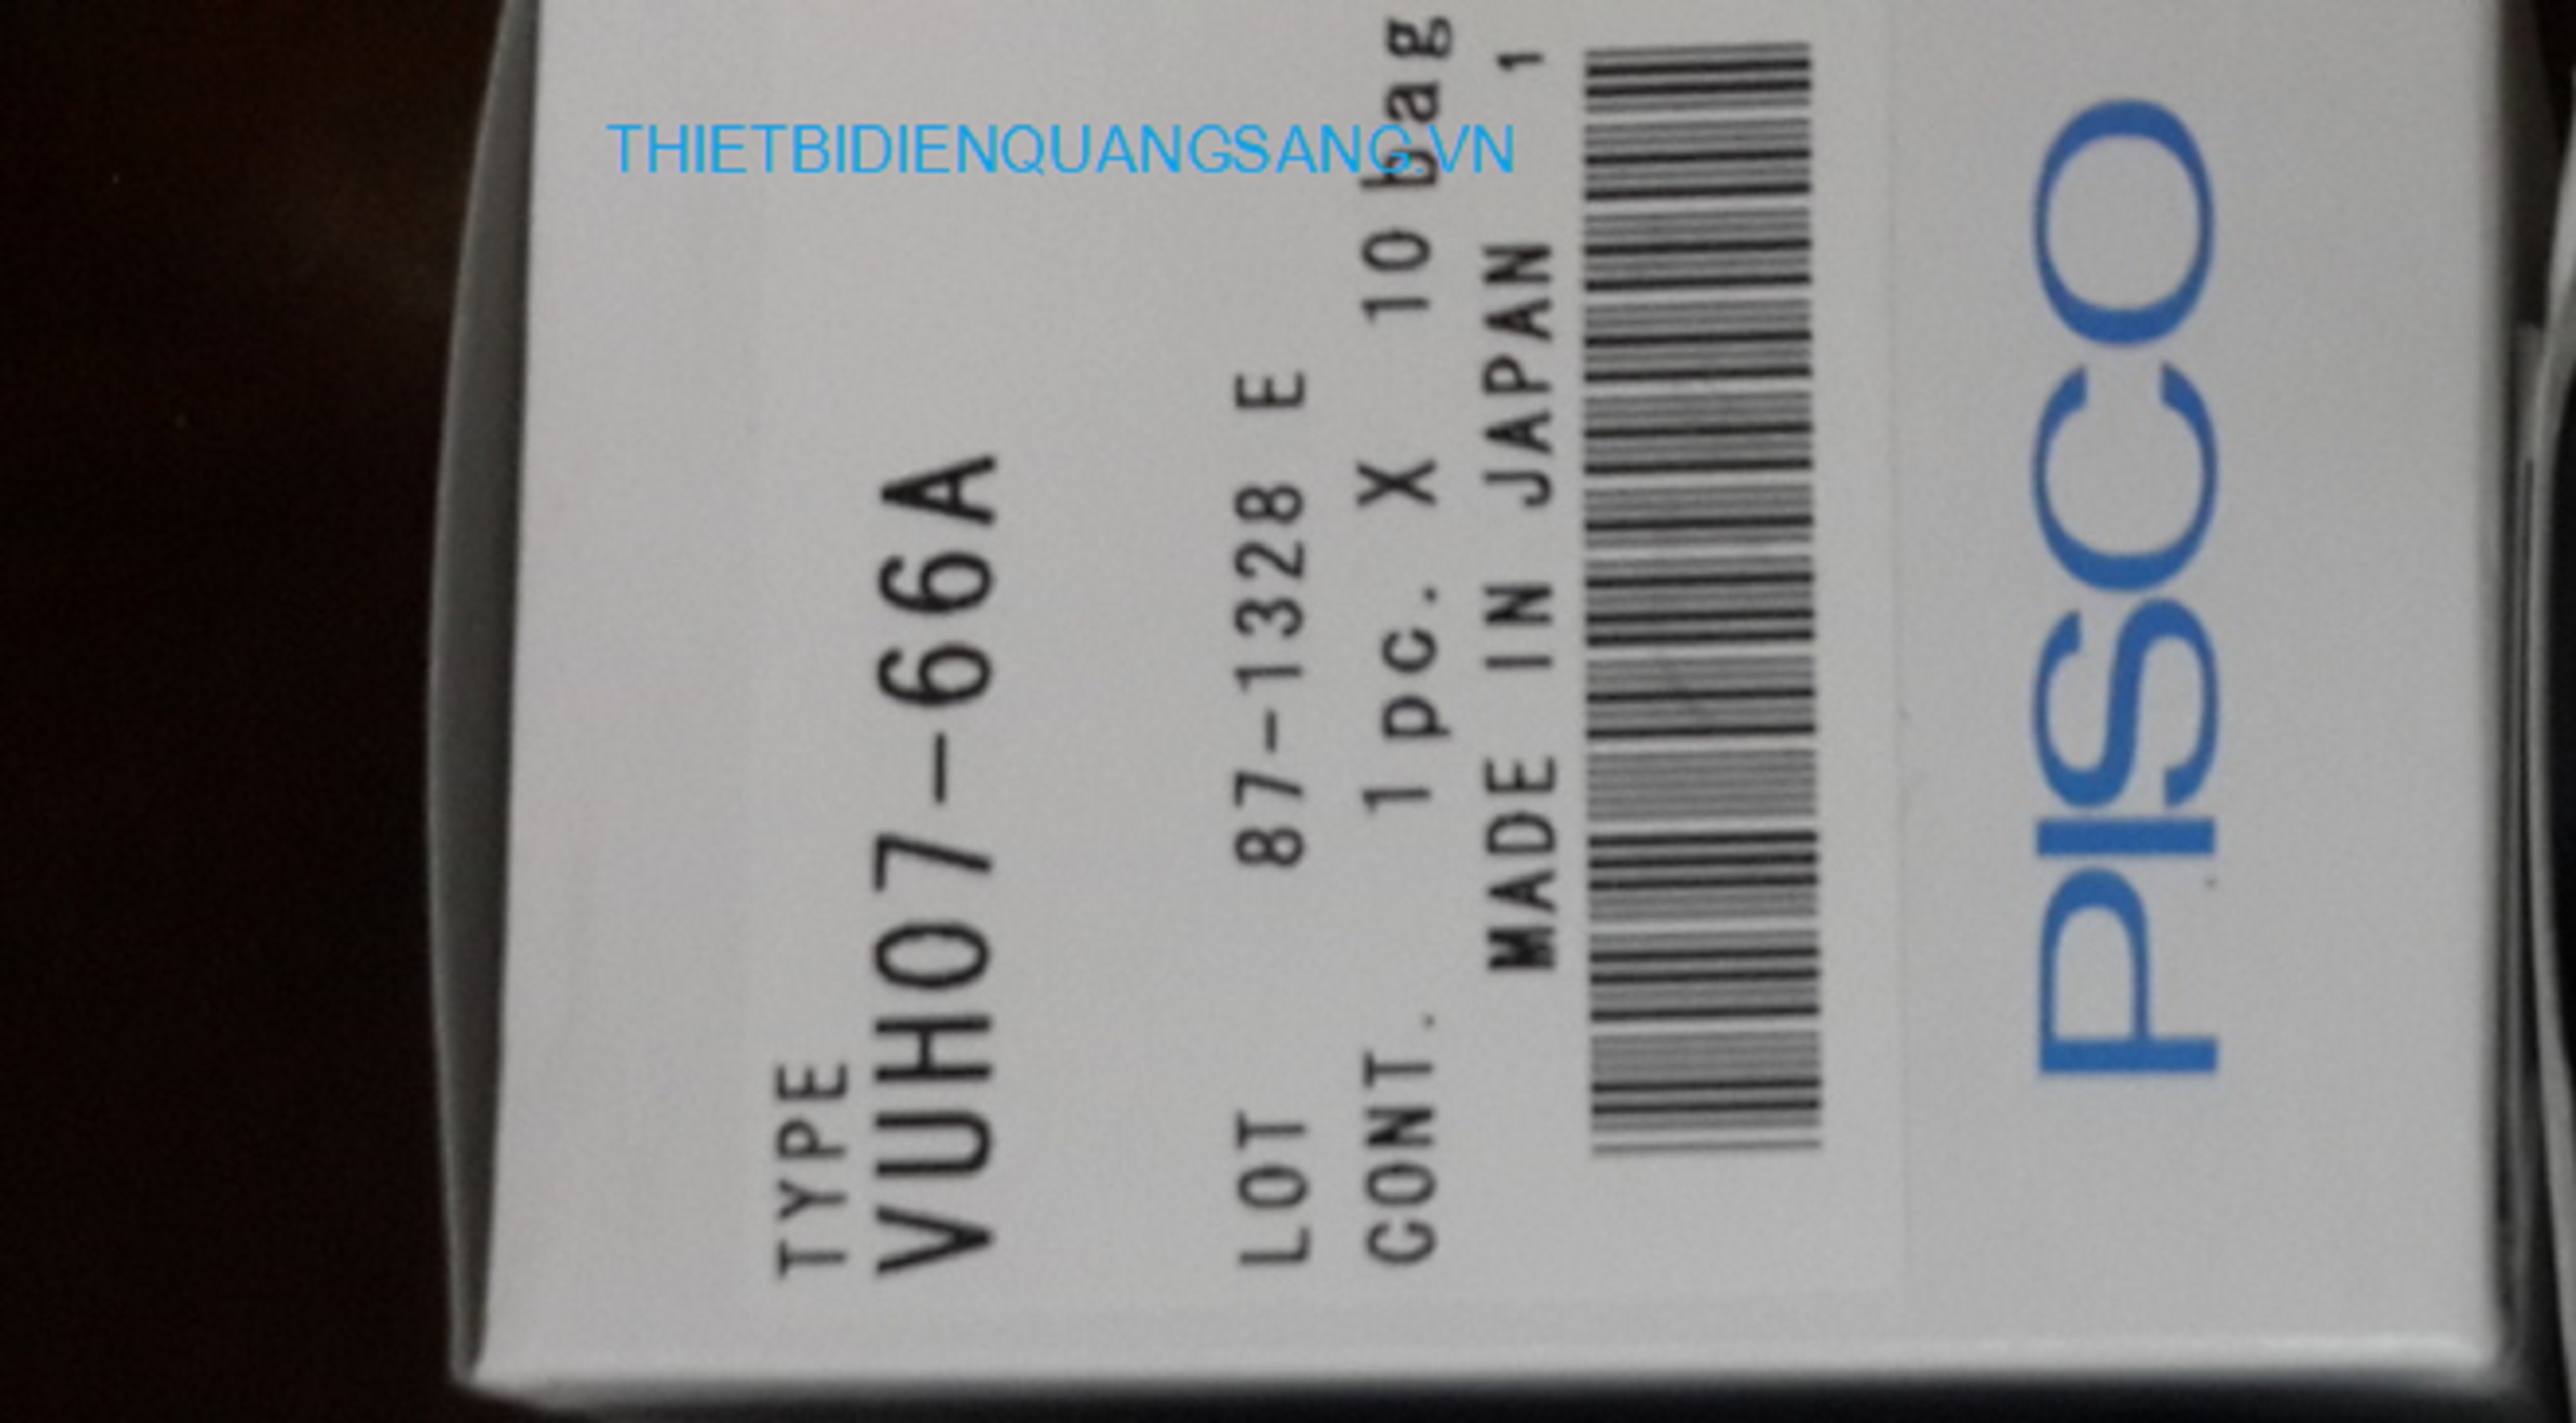 THIETBIDIENQUANGSANG.VN
TYPE
VUH07-66A
LOT 87-1328 E
CONT. 1pc. X 10bag
MADE IN JAPAN 1
PISCO